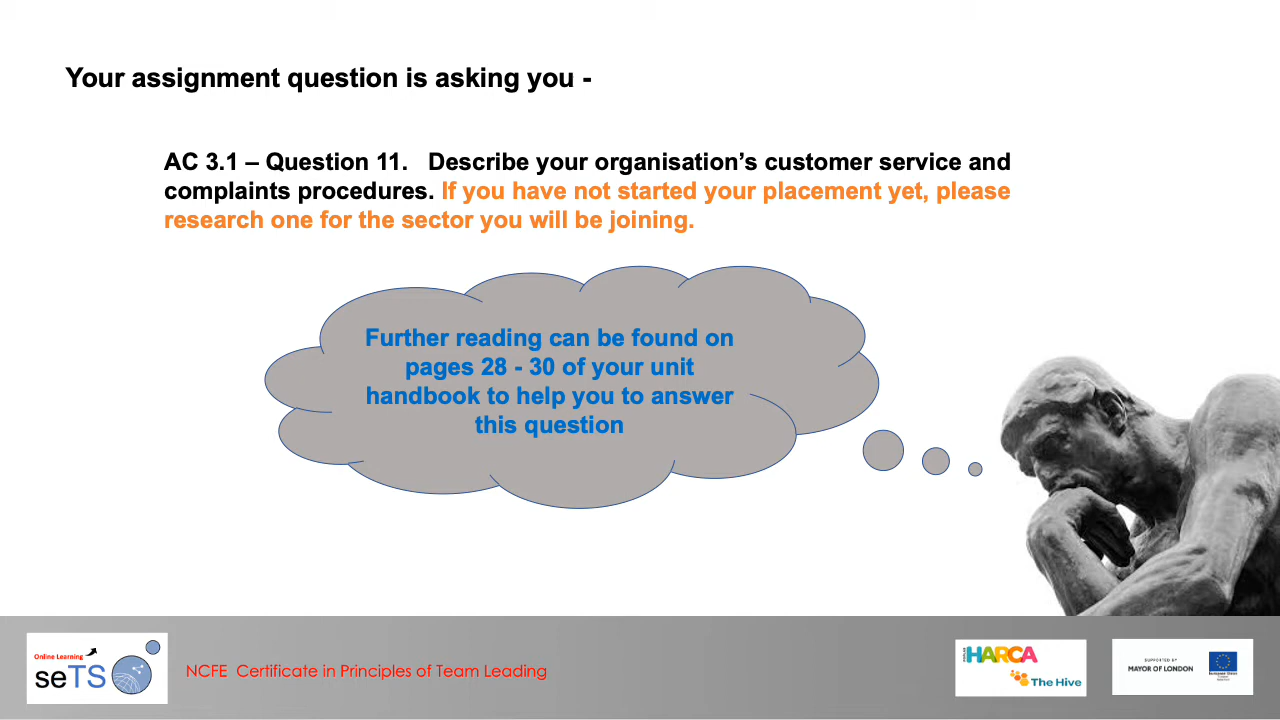 Your assignment question is asking you -
AC 3.1 – Question 11. Describe your organisation’s customer service and
complaints procedures. If you have not started your placement yet, please
research one for the sector you will be joining.
Further reading can be found on
pages 28 - 30 of your unit
handbook to help you to answer
this question
Online Learning
seTS
NCFE Certificate in Principles of Team Leading
POPLAR
HARCA
The Hive
SUPPORTED BY
MAYOR OF LONDON
European Union